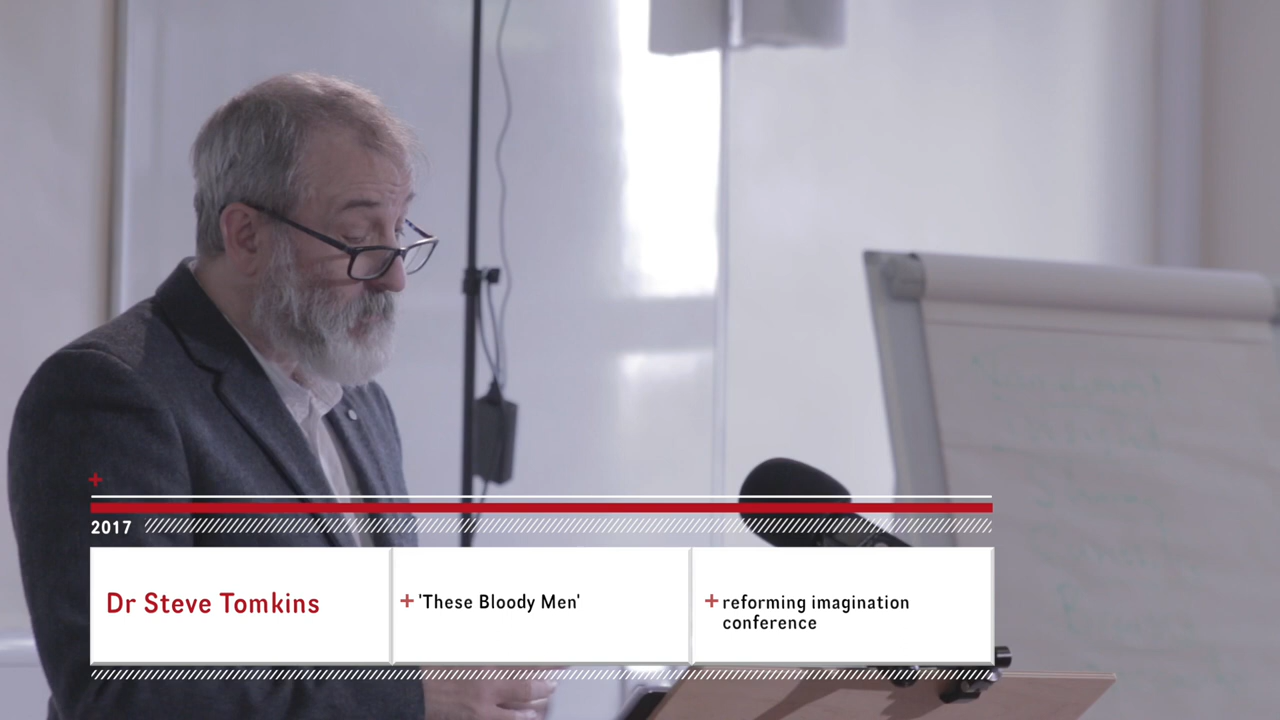 2017
Dr Steve Tomkins
+ 'These Bloody Men'
+ reforming imagination
conference